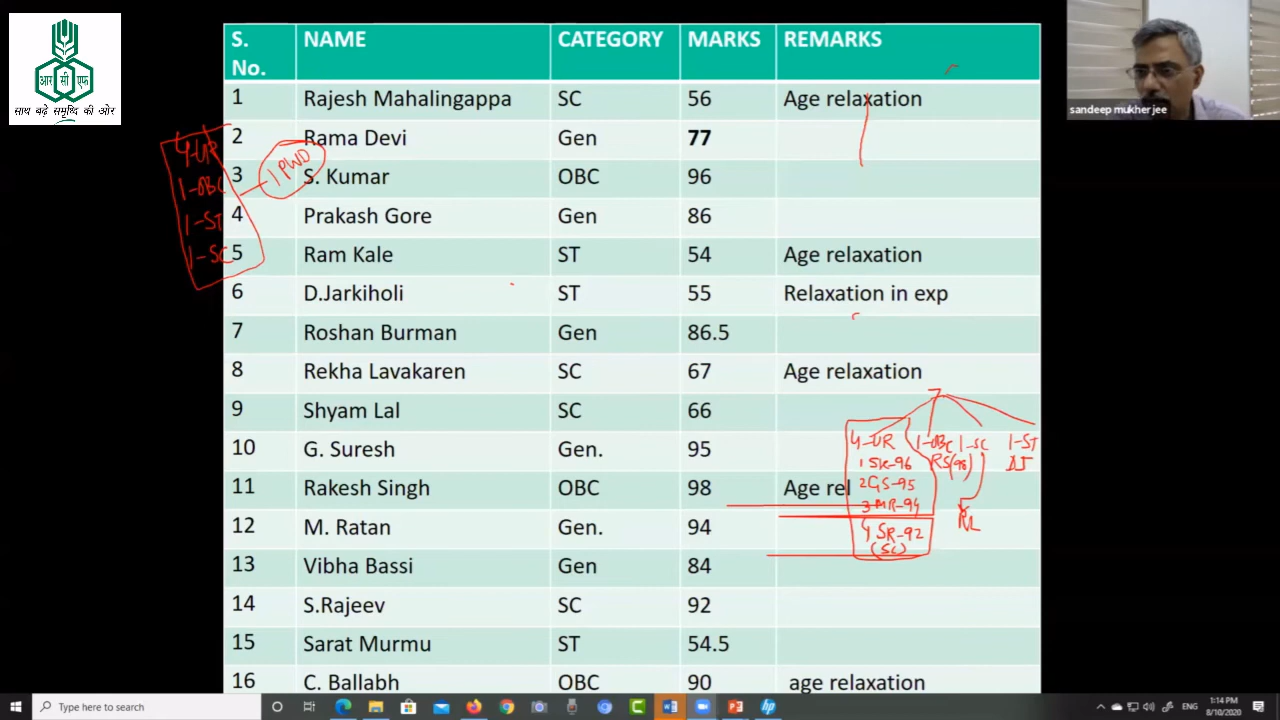 आर सी एफ
साथ बढ़े समृध्दि की ओर
sandeep mukherjee
S. No. NAME CATEGORY MARKS REMARKS
1 Rajesh Mahalingappa SC 56 Age relaxation
2 Rama Devi Gen 77
3 S. Kumar OBC 96
4 Prakash Gore Gen 86
5 Ram Kale ST 54 Age relaxation
6 D.Jarkiholi ST 55 Relaxation in exp
7 Roshan Burman Gen 86.5
8 Rekha Lavakaren SC 67 Age relaxation
9 Shyam Lal SC 66
10 G. Suresh Gen. 95
11 Rakesh Singh OBC 98 Age rel
12 M. Ratan Gen. 94
13 Vibha Bassi Gen 84
14 S.Rajeev SC 92
15 Sarat Murmu ST 54.5
16 C. Ballabh OBC 90 age relaxation
4-UR
1-OBC
1-ST
1-SC
1 PWD
7
4-UR 1-OBC 1-SC 1-ST
1 SK-96 RS(98) DJ
2 GS-95
3 MR-94
RL
4 SR-92
(SC)
Type here to search
ENG
1:14 PM
8/10/2020